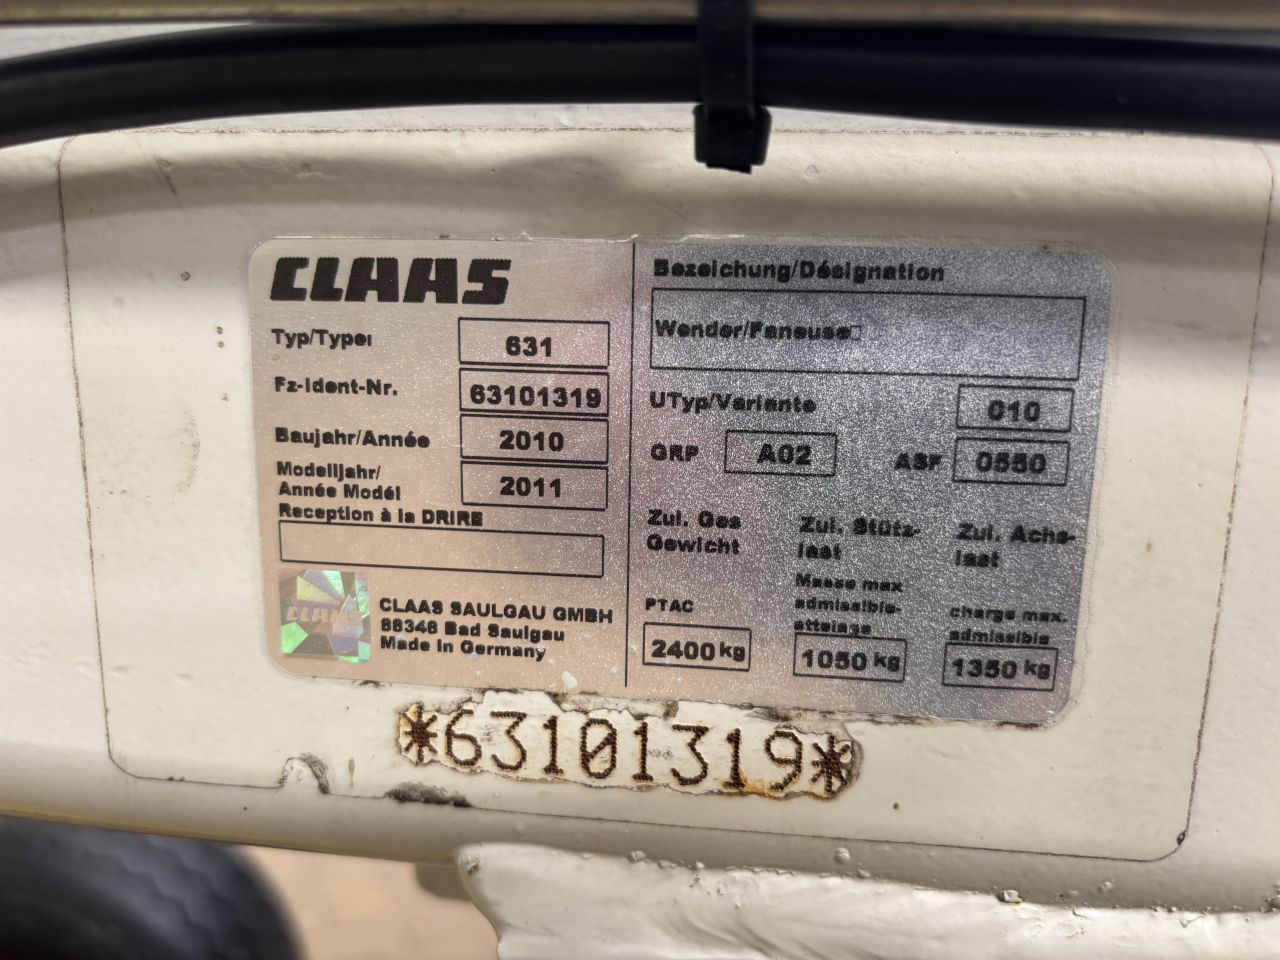 CLAAS
Typ/Type: 631
Fz-Ident-Nr. 63101319
Baujahr/Année 2010
Modelljahr/
Année Modél 2011
Reception à la DRIRE
CLAAS
CLAAS SAULGAU GMBH
88348 Bad Saulgau
Made in Germany
Bezeichung/Désignation
Wender/Faneuse□
UTyp/Variante 010
GRP A02 ASF 0550
Zul. Ges Gewicht
Zul. Stütz-last
Zul. Achs-last
PTAC
Masse max admissible-attelage
charge max. admissible
2400 kg 1050 kg 1350 kg
*63101319*